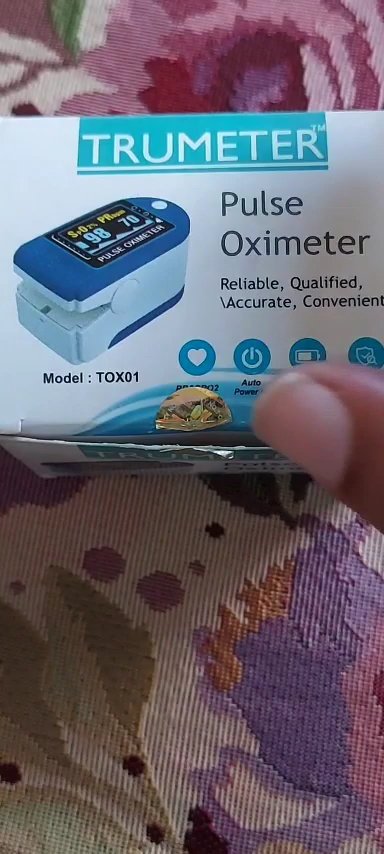 TRUMETER™
Pulse
Oximeter
Reliable, Qualified,
\Accurate, Convenient
SpO2% PRbpm
98 70
PULSE OXIMETER
Model : TOX01
Auto
Power